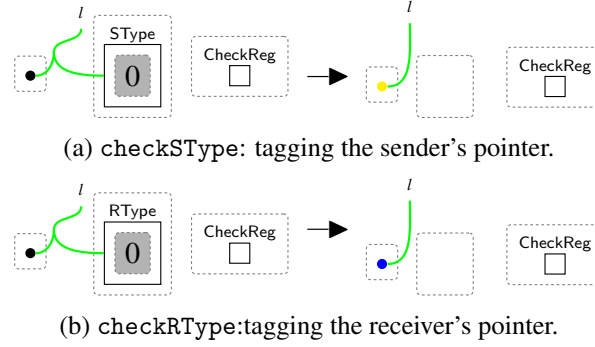 l
l
SType
0
CheckReg
CheckReg
(a) checkSType: tagging the sender's pointer.
l
l
RType
0
CheckReg
CheckReg
(b) checkRType:tagging the receiver's pointer.